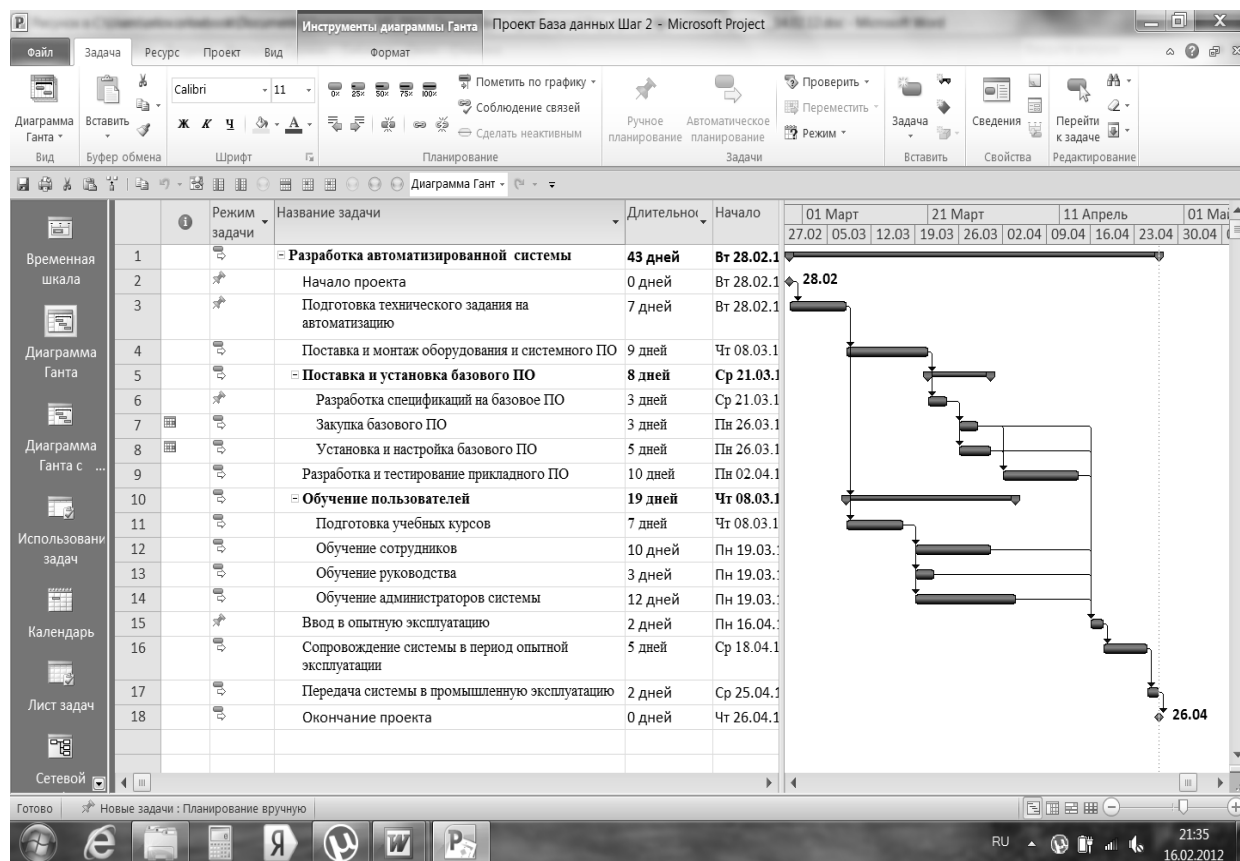 Инструменты диаграммы Ганта
Проект База данных Шаг 2 - Microsoft Project
Файл
Задача
Ресурс
Проект
Вид
Формат
Диаграмма Ганта
Вид
Вставить
Буфер обмена
Calibri
11
Ж К Ч А
Шрифт
0× 25× 50× 75× 100×
Пометить по графику
Соблюдение связей
Сделать неактивным
Планирование
Ручное планирование
Автоматическое планирование
Проверить
Переместить
Режим
Задачи
Задача
Вставить
Сведения
Свойства
Перейти к задаче
Редактирование
Диаграмма Гант
Временная шкала
Диаграмма Ганта
Диаграмма Ганта с ...
Использовани задач
Календарь
Лист задач
Сетевой
Режим задачи
Название задачи
Длительнос
Начало
01 Март
21 Март
11 Апрель
01 Май
27.02 05.03 12.03 19.03 26.03 02.04 09.04 16.04 23.04 30.04
1 Разработка автоматизированной системы 43 дней Вт 28.02.1
2 Начало проекта 0 дней Вт 28.02.1
28.02
3 Подготовка технического задания на 7 дней Вт 28.02.1
автоматизацию
4 Поставка и монтаж оборудования и системного ПО 9 дней Чт 08.03.1
5 Поставка и установка базового ПО 8 дней Ср 21.03.1
6 Разработка спецификаций на базовое ПО 3 дней Ср 21.03.1
7 Закупка базового ПО 3 дней Пн 26.03.1
8 Установка и настройка базового ПО 5 дней Пн 26.03.1
9 Разработка и тестирование прикладного ПО 10 дней Пн 02.04.1
10 Обучение пользователей 19 дней Чт 08.03.1
11 Подготовка учебных курсов 7 дней Чт 08.03.1
12 Обучение сотрудников 10 дней Пн 19.03.
13 Обучение руководства 3 дней Пн 19.03.
14 Обучение администраторов системы 12 дней Пн 19.03.
15 Ввод в опытную эксплуатацию 2 дней Пн 16.04.
16 Сопровождение системы в период опытной 5 дней Ср 18.04.1
эксплуатации
17 Передача системы в промышленную эксплуатацию 2 дней Ср 25.04.1
18 Окончание проекта 0 дней Чт 26.04.1
26.04
Готово
Новые задачи : Планирование вручную
RU
21:35
16.02.2012